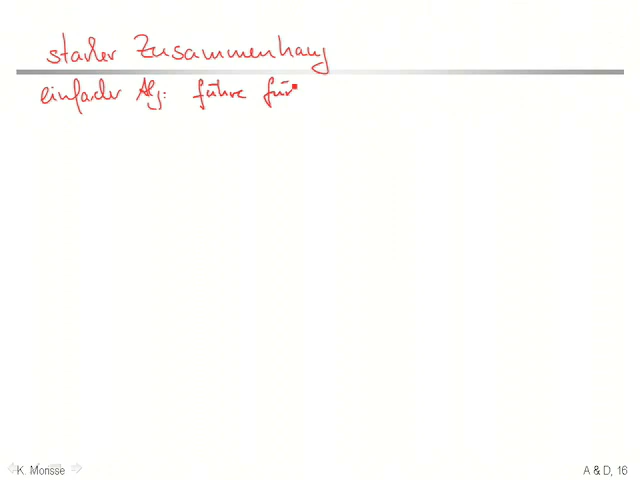 starker Zusammenhang
einfacher Alg: führe für
K. Morisse
A & D, 16